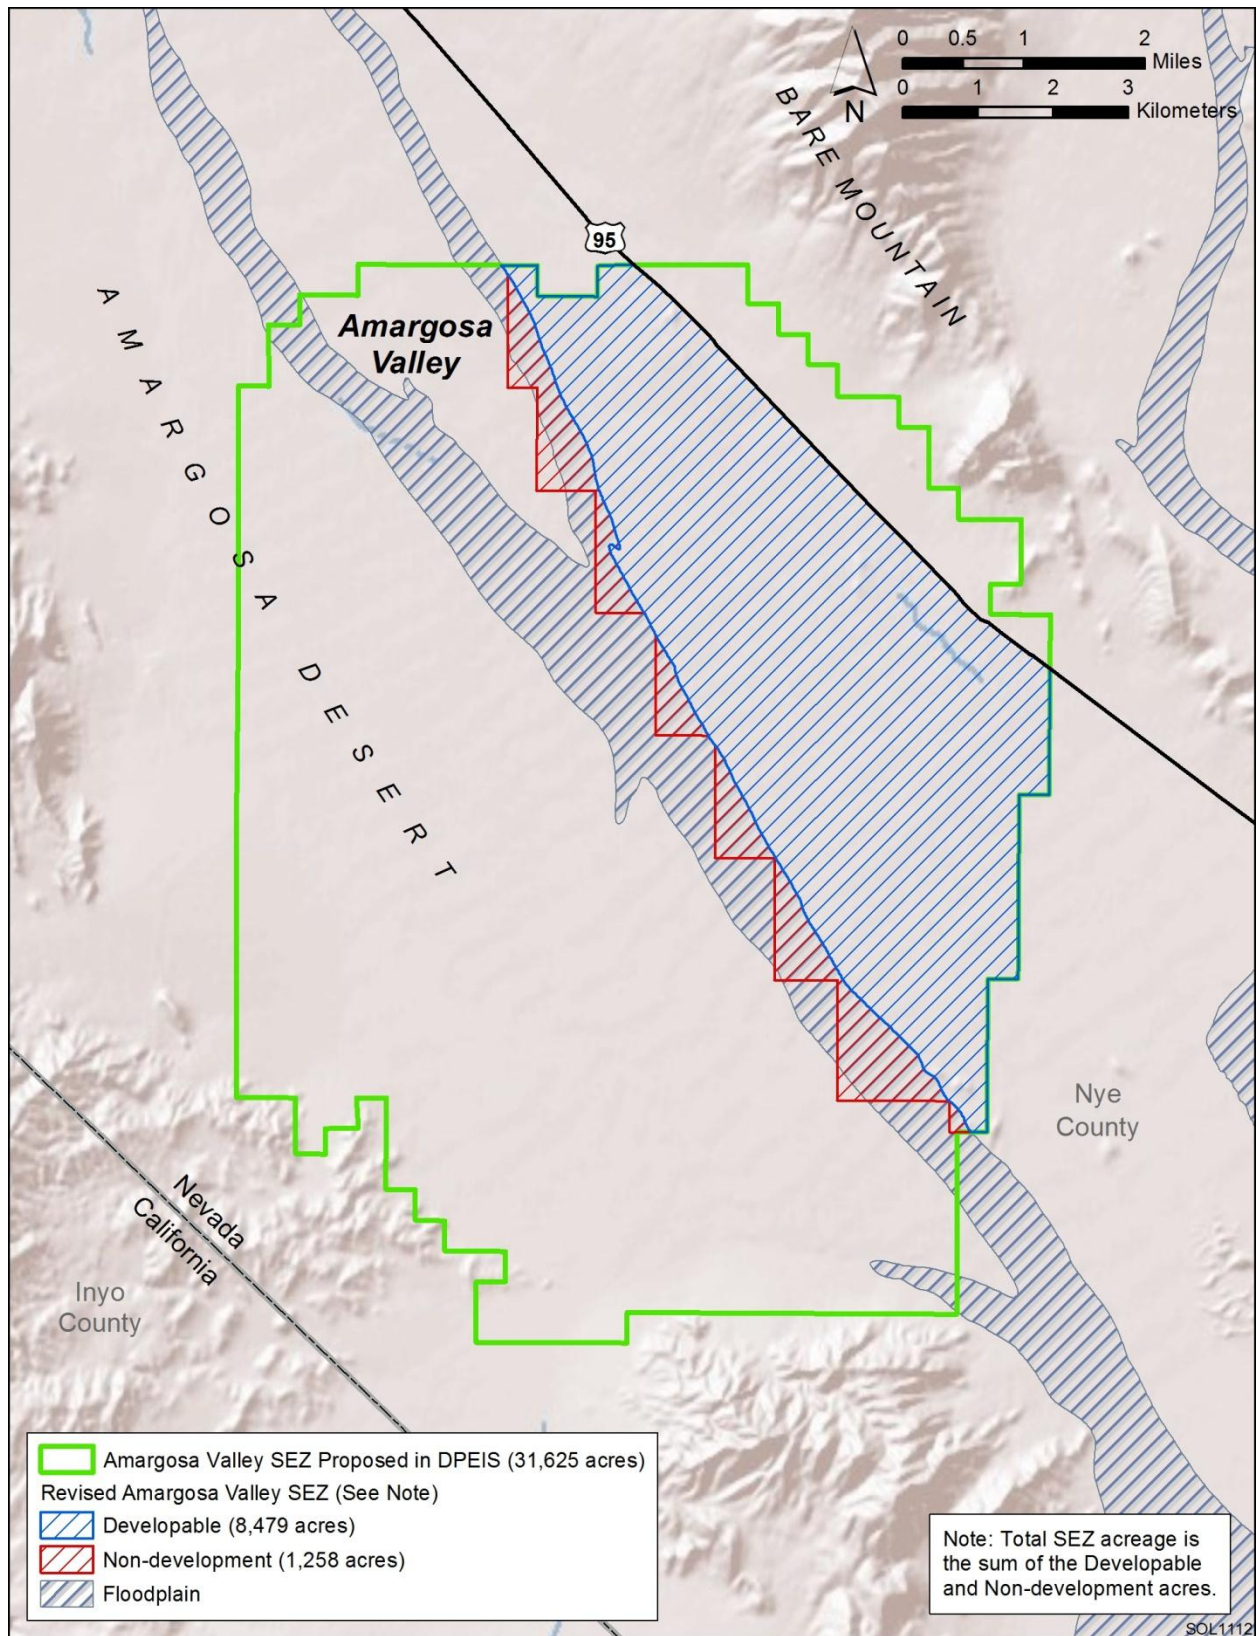 0 0.5 1 2
Miles
0 1 2 3
Kilometers
N
BARE MOUNTAIN
95
Amargosa
Valley
AMARGOSA DESERT
Nye
County
Nevada
California
Inyo
County
Amargosa Valley SEZ Proposed in DPEIS (31,625 acres)
Revised Amargosa Valley SEZ (See Note)
Developable (8,479 acres)
Non-development (1,258 acres)
Floodplain
Note: Total SEZ acreage is
the sum of the Developable
and Non-development acres.
SOL1112